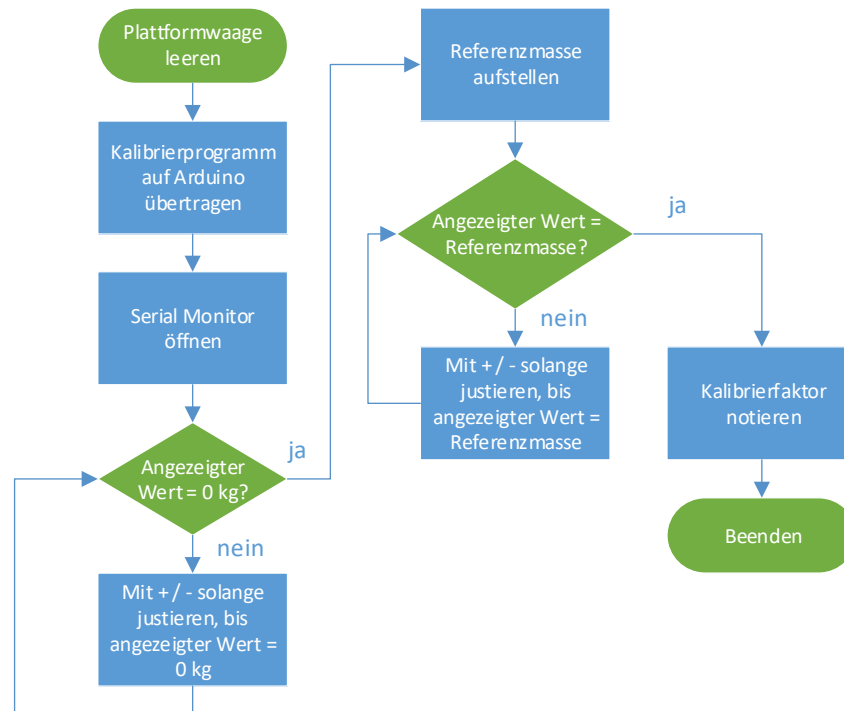 Plattformwaage
leeren
Kalibrierprogramm
auf Arduino
übertragen
Serial Monitor
öffnen
Angezeigter
Wert = 0 kg?
ja
nein
Mit + / - solange
justieren, bis
angezeigter Wert =
0 kg
Referenzmasse
aufstellen
Angezeigter Wert =
Referenzmasse?
ja
nein
Mit + / - solange
justieren, bis
angezeigter Wert =
Referenzmasse
Kalibrierfaktor
notieren
Beenden